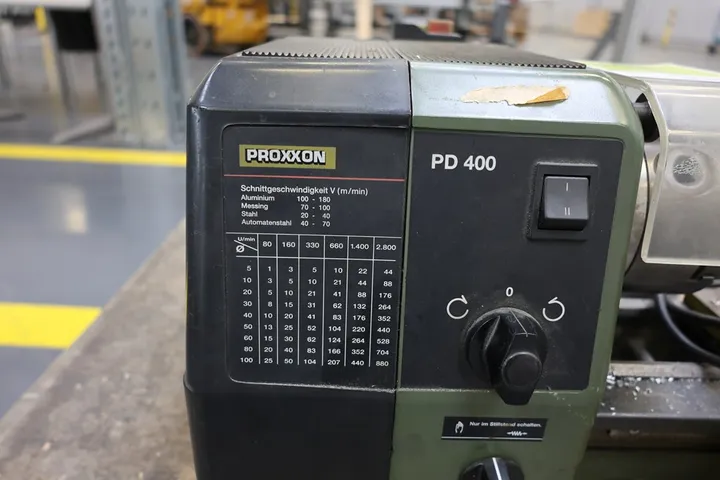 PROXXON
Schnittgeschwindigkeit V (m/min)
Aluminium 100 - 180
Messing 70 - 100
Stahl 20 - 40
Automatenstahl 40 - 70
U/min
Ø 80 160 330 660 1.400 2.800
5 1 3 5 10 22 44
10 3 5 10 21 44 88
20 5 10 21 41 88 176
30 8 15 31 62 132 264
40 10 20 41 83 176 352
50 13 25 52 104 220 440
60 15 30 62 124 264 528
80 20 40 83 166 352 704
100 25 50 104 207 440 880
PD 400
I
II
0
Nur im Stillstand schalten.